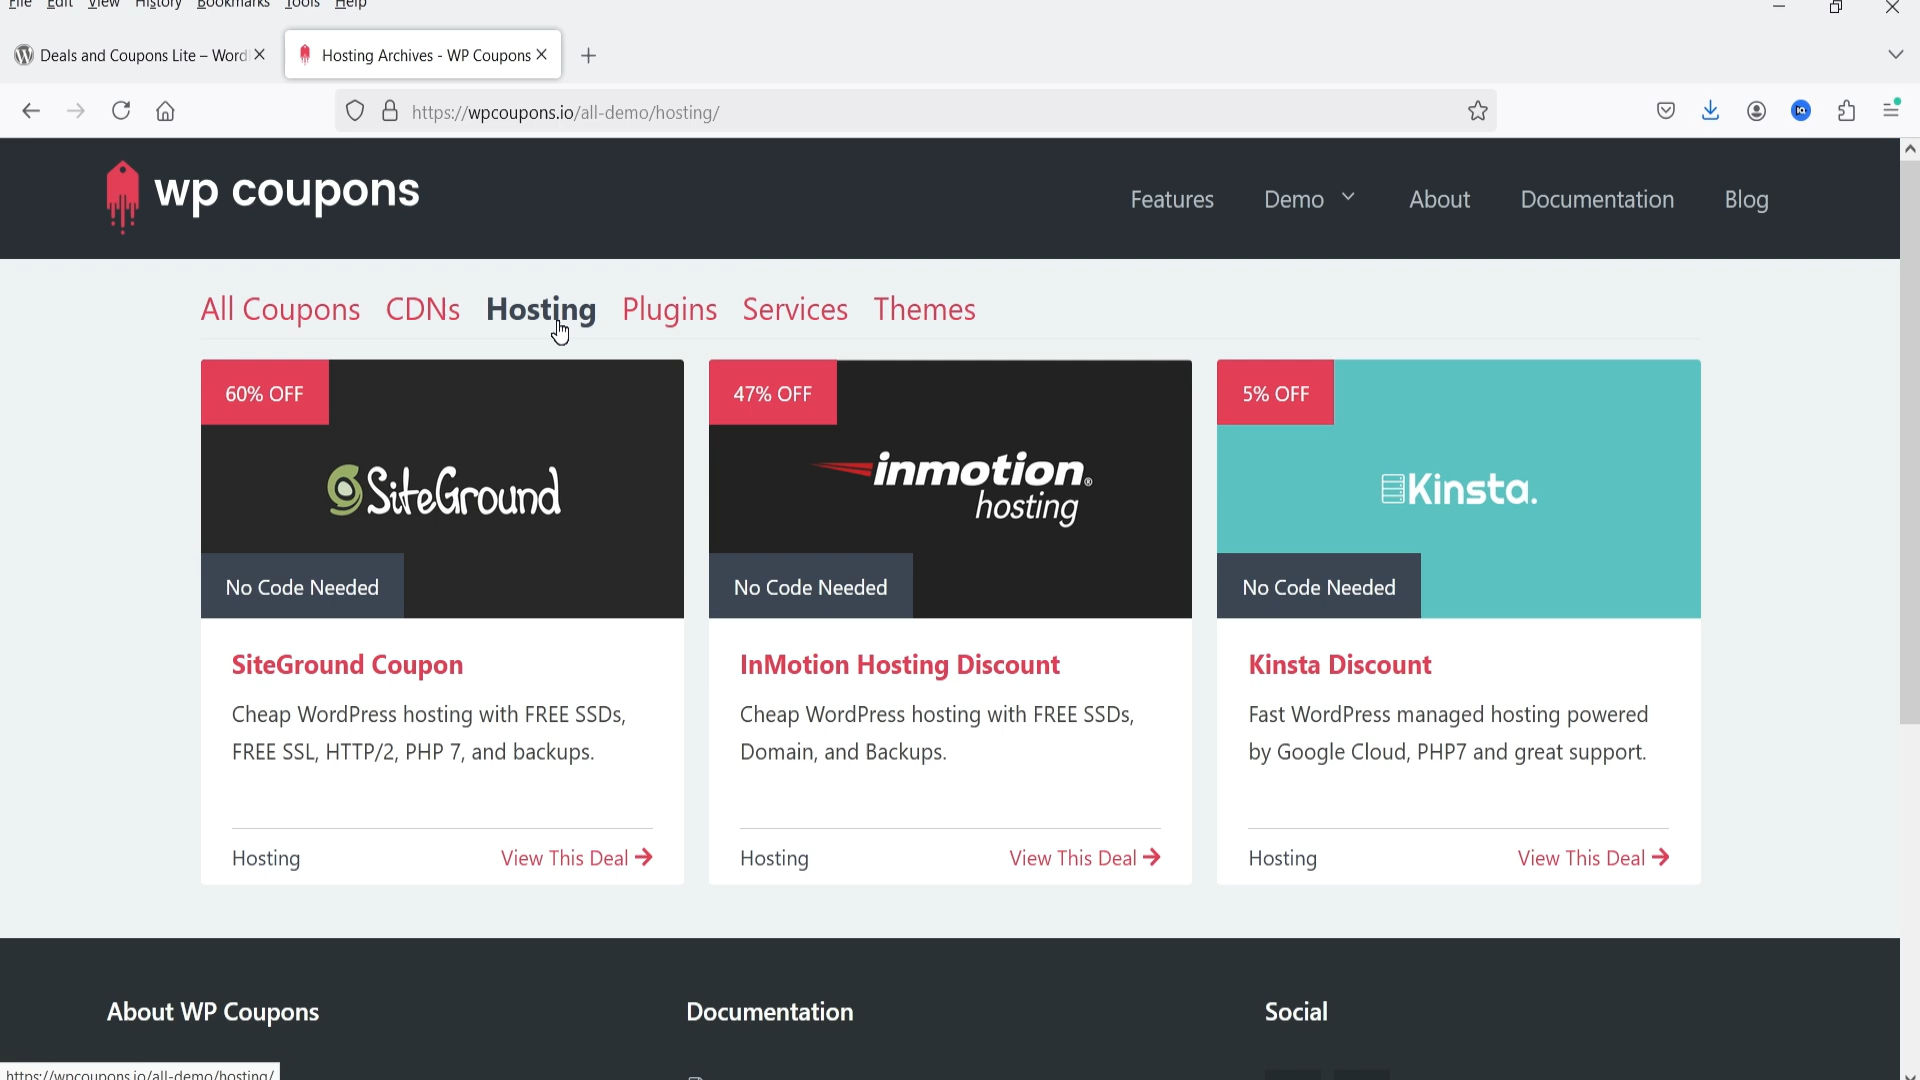 File Edit View History Bookmarks Tools Help
Deals and Coupons Lite – Word
Hosting Archives - WP Coupons
https://wpcoupons.io/all-demo/hosting/
wp coupons
Features Demo About Documentation Blog
All Coupons CDNs Hosting Plugins Services Themes
60% OFF
SiteGround
No Code Needed
SiteGround Coupon
Cheap WordPress hosting with FREE SSDs,
FREE SSL, HTTP/2, PHP 7, and backups.
Hosting View This Deal
47% OFF
inmotion®
hosting
No Code Needed
InMotion Hosting Discount
Cheap WordPress hosting with FREE SSDs,
Domain, and Backups.
Hosting View This Deal
5% OFF
Kinsta.
No Code Needed
Kinsta Discount
Fast WordPress managed hosting powered
by Google Cloud, PHP7 and great support.
Hosting View This Deal
About WP Coupons
Documentation
Social
https://wpcoupons.io/all-demo/hosting/